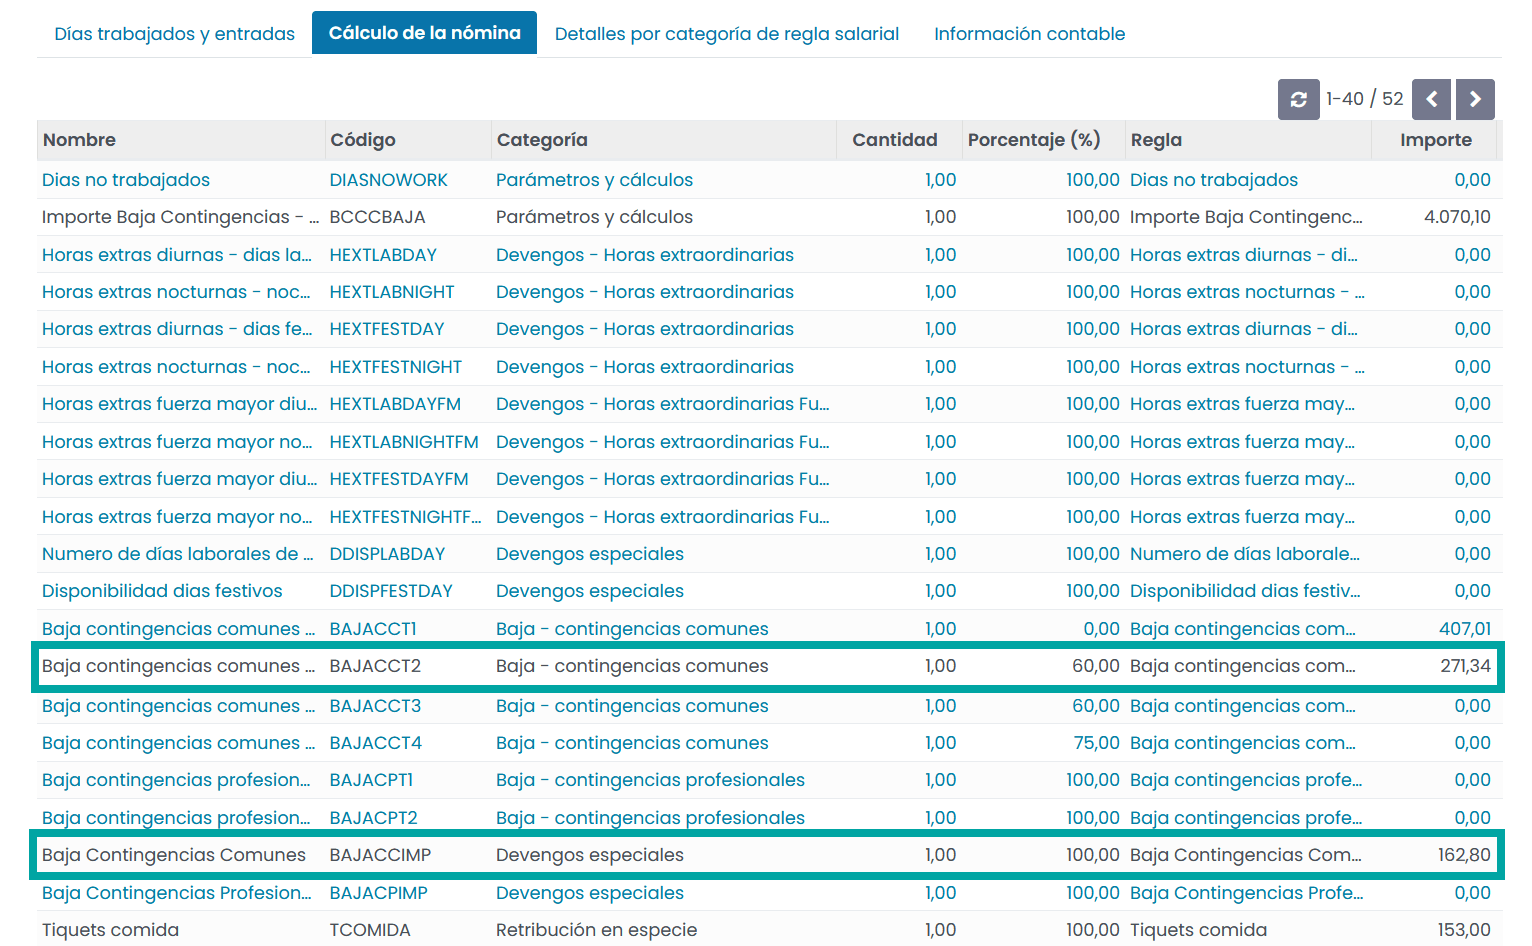 Días trabajados y entradas Cálculo de la nómina Detalles por categoría de regla salarial Información contable
1-40 / 52
Nombre Código Categoría Cantidad Porcentaje (%) Regla Importe
Dias no trabajados DIASNOWORK Parámetros y cálculos 1,00 100,00 Dias no trabajados 0,00
Importe Baja Contingencias - ... BCCCBAJA Parámetros y cálculos 1,00 100,00 Importe Baja Contingenc... 4.070,10
Horas extras diurnas - dias la... HEXTLABDAY Devengos - Horas extraordinarias 1,00 100,00 Horas extras diurnas - di... 0,00
Horas extras nocturnas - noc... HEXTLABNIGHT Devengos - Horas extraordinarias 1,00 100,00 Horas extras nocturnas - ... 0,00
Horas extras diurnas - dias fe... HEXTFESTDAY Devengos - Horas extraordinarias 1,00 100,00 Horas extras diurnas - di... 0,00
Horas extras nocturnas - noc... HEXTFESTNIGHT Devengos - Horas extraordinarias 1,00 100,00 Horas extras nocturnas - ... 0,00
Horas extras fuerza mayor diu... HEXTLABDAYFM Devengos - Horas extraordinarias Fu... 1,00 100,00 Horas extras fuerza may... 0,00
Horas extras fuerza mayor no... HEXTLABNIGHTFM Devengos - Horas extraordinarias Fu... 1,00 100,00 Horas extras fuerza may... 0,00
Horas extras fuerza mayor diu... HEXTFESTDAYFM Devengos - Horas extraordinarias Fu... 1,00 100,00 Horas extras fuerza may... 0,00
Horas extras fuerza mayor no... HEXTFESTNIGHTF... Devengos - Horas extraordinarias Fu... 1,00 100,00 Horas extras fuerza may... 0,00
Numero de días laborales de ... DDISPLABDAY Devengos especiales 1,00 100,00 Numero de días laborale... 0,00
Disponibilidad dias festivos DDISPFESTDAY Devengos especiales 1,00 100,00 Disponibilidad dias festiv... 0,00
Baja contingencias comunes ... BAJACCT1 Baja - contingencias comunes 1,00 0,00 Baja contingencias com... 407,01
Baja contingencias comunes ... BAJACCT2 Baja - contingencias comunes 1,00 60,00 Baja contingencias com... 271,34
Baja contingencias comunes ... BAJACCT3 Baja - contingencias comunes 1,00 60,00 Baja contingencias com... 0,00
Baja contingencias comunes ... BAJACCT4 Baja - contingencias comunes 1,00 75,00 Baja contingencias com... 0,00
Baja contingencias profesion... BAJACPT1 Baja - contingencias profesionales 1,00 100,00 Baja contingencias profe... 0,00
Baja contingencias profesion... BAJACPT2 Baja - contingencias profesionales 1,00 100,00 Baja contingencias profe... 0,00
Baja Contingencias Comunes BAJACCIMP Devengos especiales 1,00 100,00 Baja Contingencias Com... 162,80
Baja Contingencias Profesion... BAJACPIMP Devengos especiales 1,00 100,00 Baja Contingencias Profe... 0,00
Tiquets comida TCOMIDA Retribución en especie 1,00 100,00 Tiquets comida 153,00